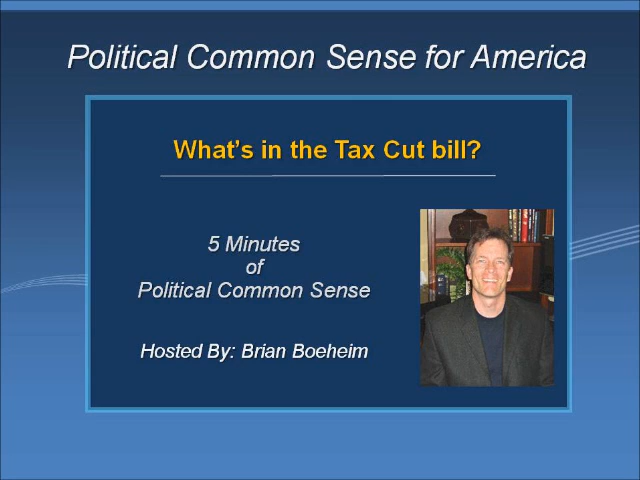 Political Common Sense for America
What's in the Tax Cut bill?
5 Minutes
of
Political Common Sense
Hosted By: Brian Boeheim